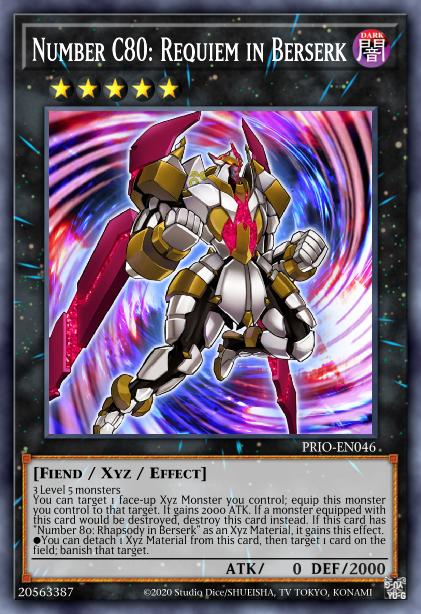 NUMBER C80: REQUIEM IN BERSERK
DARK
闇
PRIO-EN046
[FIEND / XYZ / EFFECT]
3 Level 5 monsters
You can target 1 face-up Xyz Monster you control; equip this monster
you control to that target. It gains 2000 ATK. If a monster equipped with
this card would be destroyed, destroy this card instead. If this card has
"Number 80: Rhapsody in Berserk" as an Xyz Material, it gains this effect.
●You can detach 1 Xyz Material from this card, then target 1 card on the
field; banish that target.
ATK/ 0 DEF/2000
20563387
©2020 Studio Dice/SHUEISHA, TV TOKYO, KONAMI